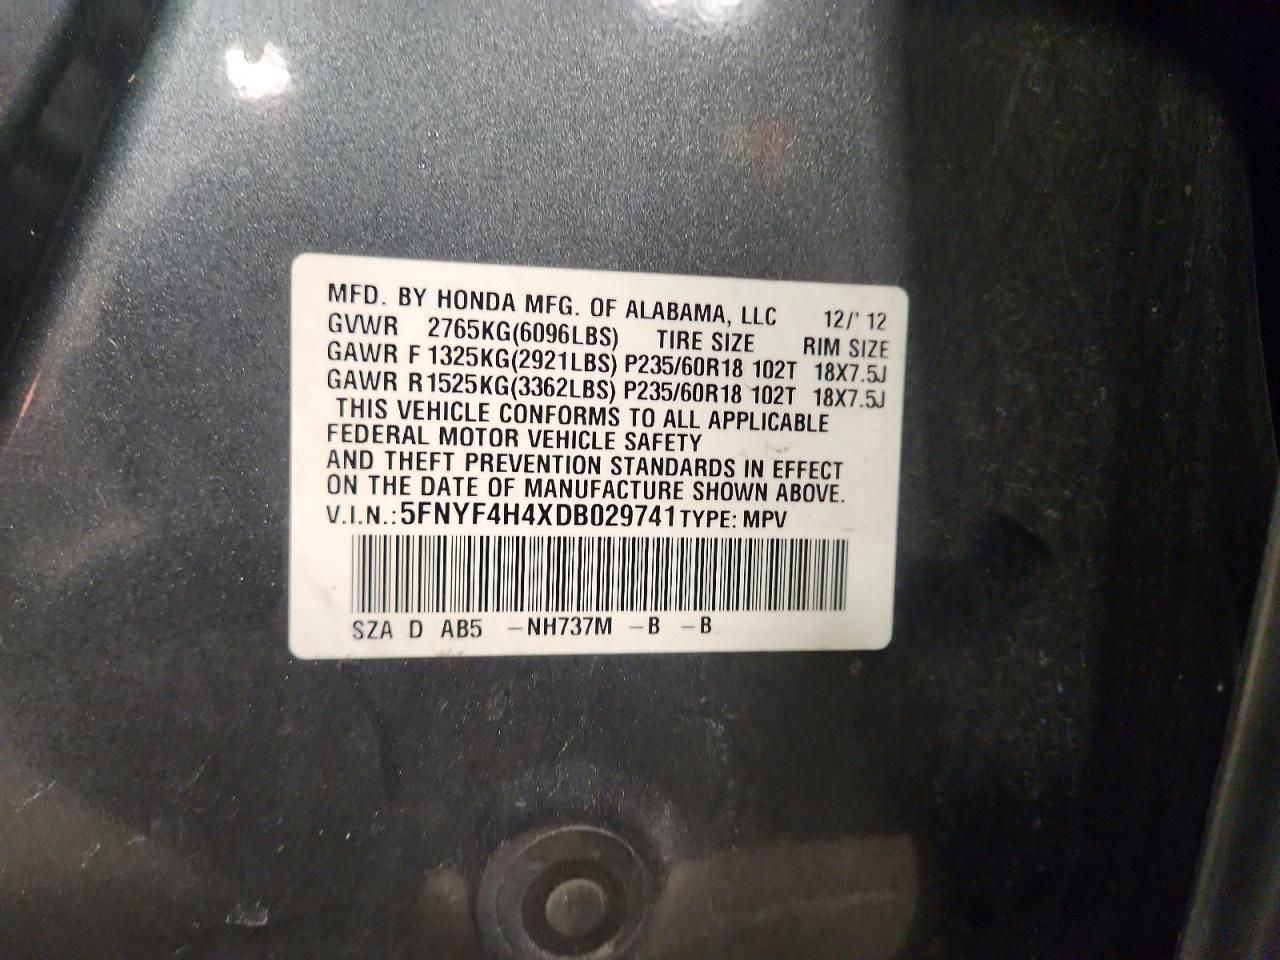 MFD. BY HONDA MFG. OF ALABAMA, LLC 12/' 12
GVWR 2765KG(6096LBS) TIRE SIZE RIM SIZE
GAWR F 1325KG(2921LBS) P235/60R18 102T 18X7.5J
GAWR R1525KG(3362LBS) P235/60R18 102T 18X7.5J
THIS VEHICLE CONFORMS TO ALL APPLICABLE
FEDERAL MOTOR VEHICLE SAFETY
AND THEFT PREVENTION STANDARDS IN EFFECT
ON THE DATE OF MANUFACTURE SHOWN ABOVE.
V.I.N.:5FNYF4H4XDB029741 TYPE: MPV
SZA D AB5 -NH737M -B -B